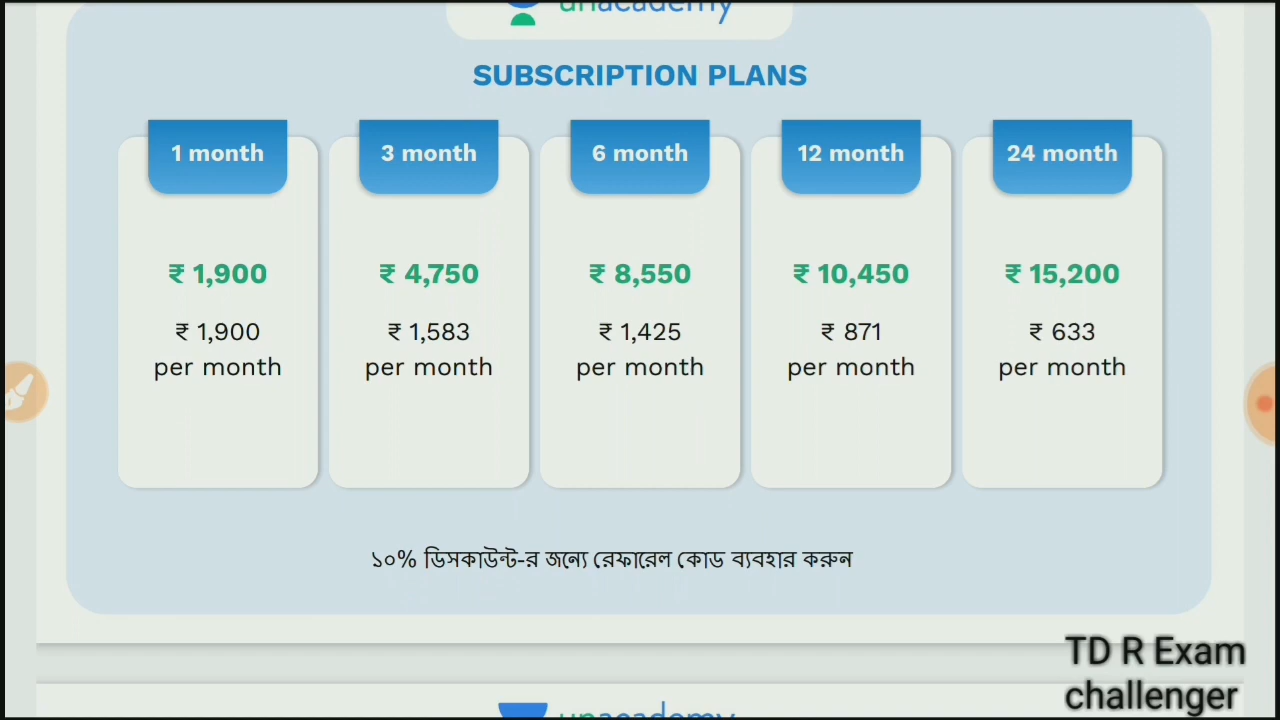 unacademy
SUBSCRIPTION PLANS
1 month
3 month
6 month
12 month
24 month
₹ 1,900
₹ 4,750
₹ 8,550
₹ 10,450
₹ 15,200
₹ 1,900
per month
₹ 1,583
per month
₹ 1,425
per month
₹ 871
per month
₹ 633
per month
১০% ডিসকাউন্ট-র জন্যে রেফারেল কোড ব্যবহার করুন
TD R Exam
challenger
unacademy